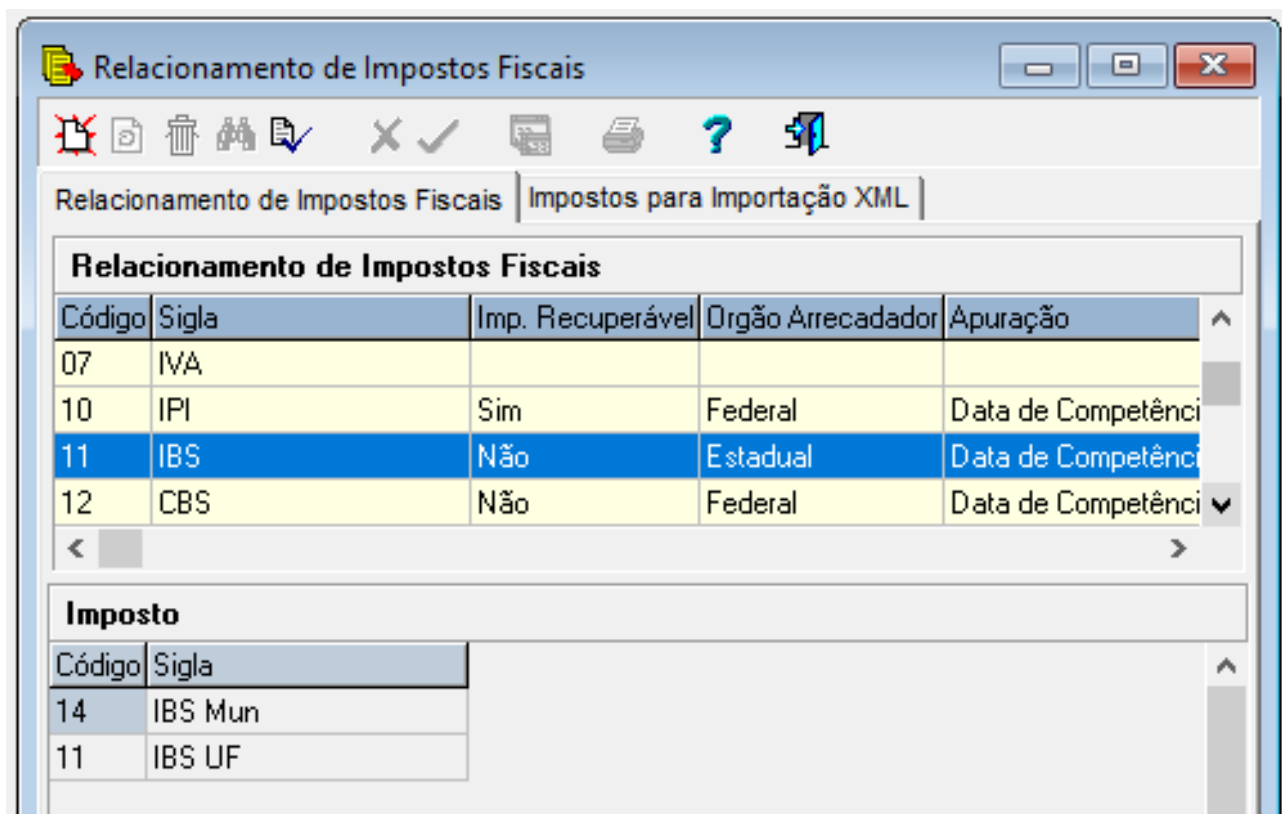 Relacionamento de Impostos Fiscais
Relacionamento de Impostos Fiscais Impostos para Importação XML
Relacionamento de Impostos Fiscais
Código Sigla Imp. Recuperável Orgão Arrecadador Apuração
07 IVA
10 IPI Sim Federal Data de Competênci
11 IBS Não Estadual Data de Competênci
12 CBS Não Federal Data de Competênci
Imposto
Código Sigla
14 IBS Mun
11 IBS UF